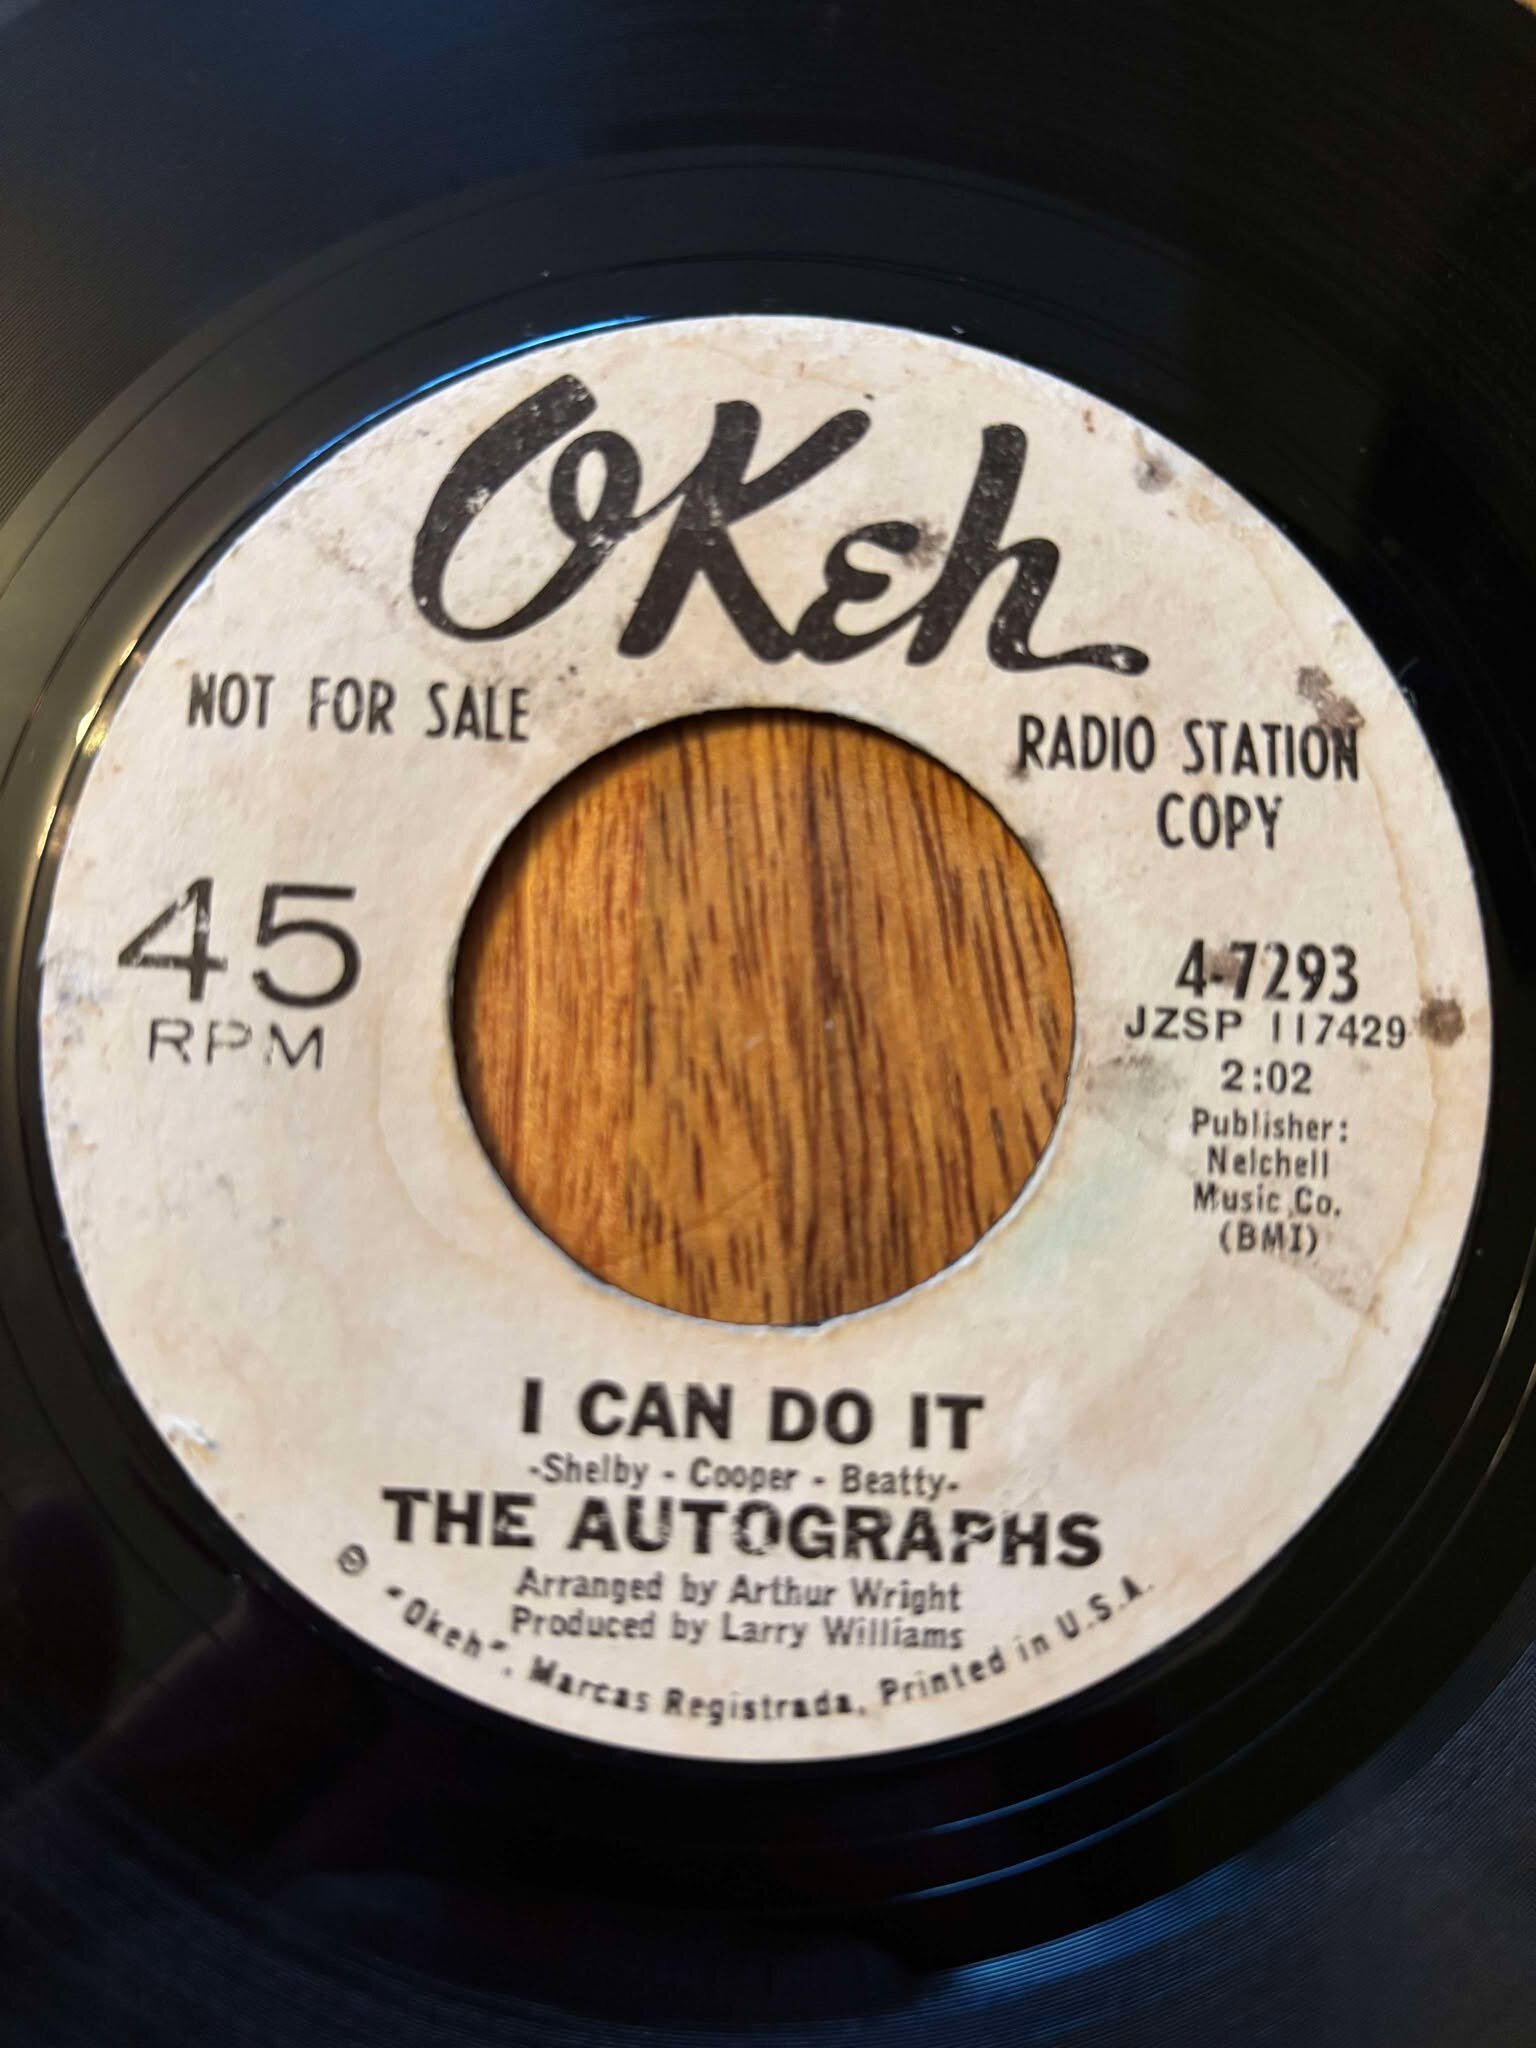 OKeh
NOT FOR SALE
RADIO STATION
COPY
45
RPM
4-7293
JZSP 117429
2:02
Publisher:
Nelchell
Music Co.
(BMI)
I CAN DO IT
-Shelby - Cooper - Beatty-
THE AUTOGRAPHS
Arranged by Arthur Wright
Produced by Larry Williams
"Okeh", Marcas Registrada. Printed in U.S.A.